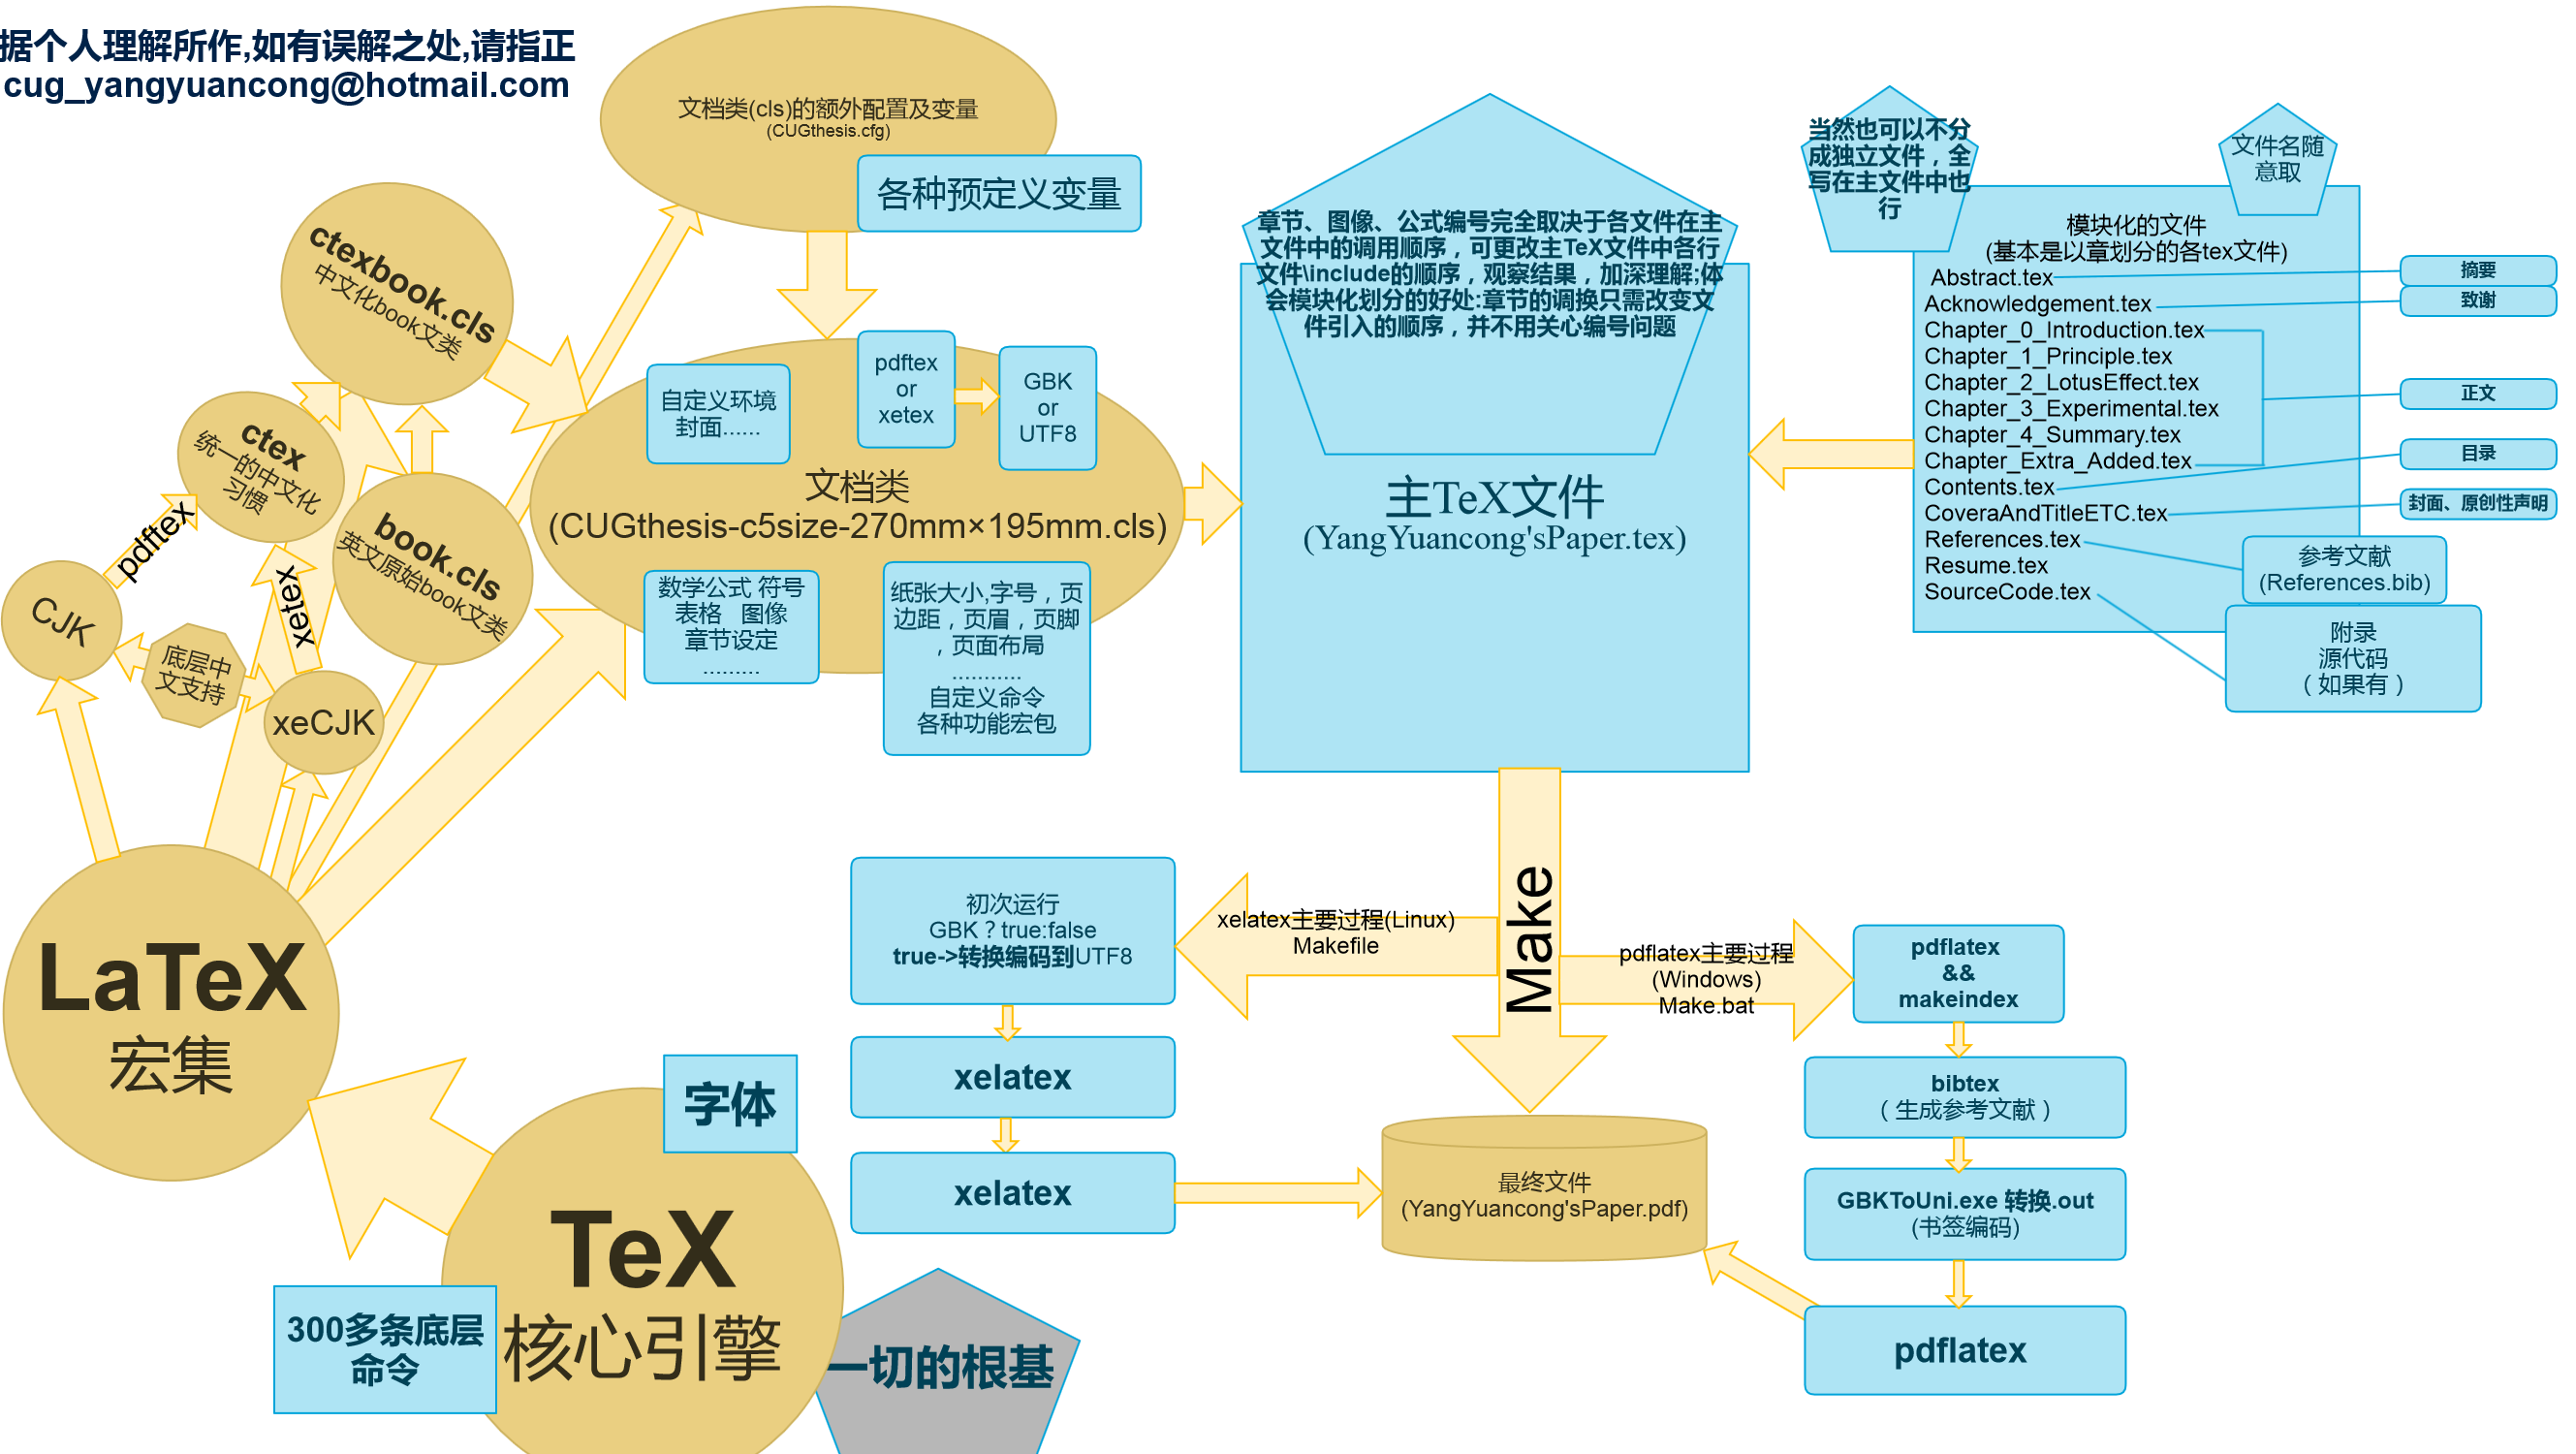 据个人理解所作,如有误解之处,请指正
cug_yangyuancong@hotmail.com
文档类(cls)的额外配置及变量
(CUGthesis.cfg)
各种预定义变量
ctexbook.cls
中文化book文类
ctex
统一的中文化
习惯
book.cls
英文原始book文类
pdftex
xetex
CJK
底层中
文支持
xeCJK
LaTeX
宏集
字体
TeX
核心引擎
300多条底层
命令
一切的根基
自定义环境
封面......
pdftex
or
xetex
GBK
or
UTF8
文档类
(CUGthesis-c5size-270mm×195mm.cls)
数学公式 符号
表格 图像
章节设定
.........
纸张大小,字号，页
边距，页眉，页脚
，页面布局
...........
自定义命令
各种功能宏包
章节、图像、公式编号完全取决于各文件在主
文件中的调用顺序，可更改主TeX文件中各行
文件\include的顺序，观察结果，加深理解;体
会模块化划分的好处:章节的调换只需改变文
件引入的顺序，并不用关心编号问题
主TeX文件
(YangYuancong'sPaper.tex)
当然也可以不分
成独立文件，全
写在主文件中也
行
文件名随
意取
模块化的文件
(基本是以章划分的各tex文件)
Abstract.tex
Acknowledgement.tex
Chapter_0_Introduction.tex
Chapter_1_Principle.tex
Chapter_2_LotusEffect.tex
Chapter_3_Experimental.tex
Chapter_4_Summary.tex
Chapter_Extra_Added.tex
Contents.tex
CoveraAndTitleETC.tex
References.tex
Resume.tex
SourceCode.tex
摘要
致谢
正文
目录
封面、原创性声明
参考文献
(References.bib)
附录
源代码
（如果有）
Make
xelatex主要过程(Linux)
Makefile
初次运行
GBK？true:false
true->转换编码到UTF8
xelatex
xelatex
pdflatex主要过程
(Windows)
Make.bat
pdflatex
&&
makeindex
bibtex
（生成参考文献）
GBKToUni.exe 转换.out
(书签编码)
pdflatex
最终文件
(YangYuancong'sPaper.pdf)